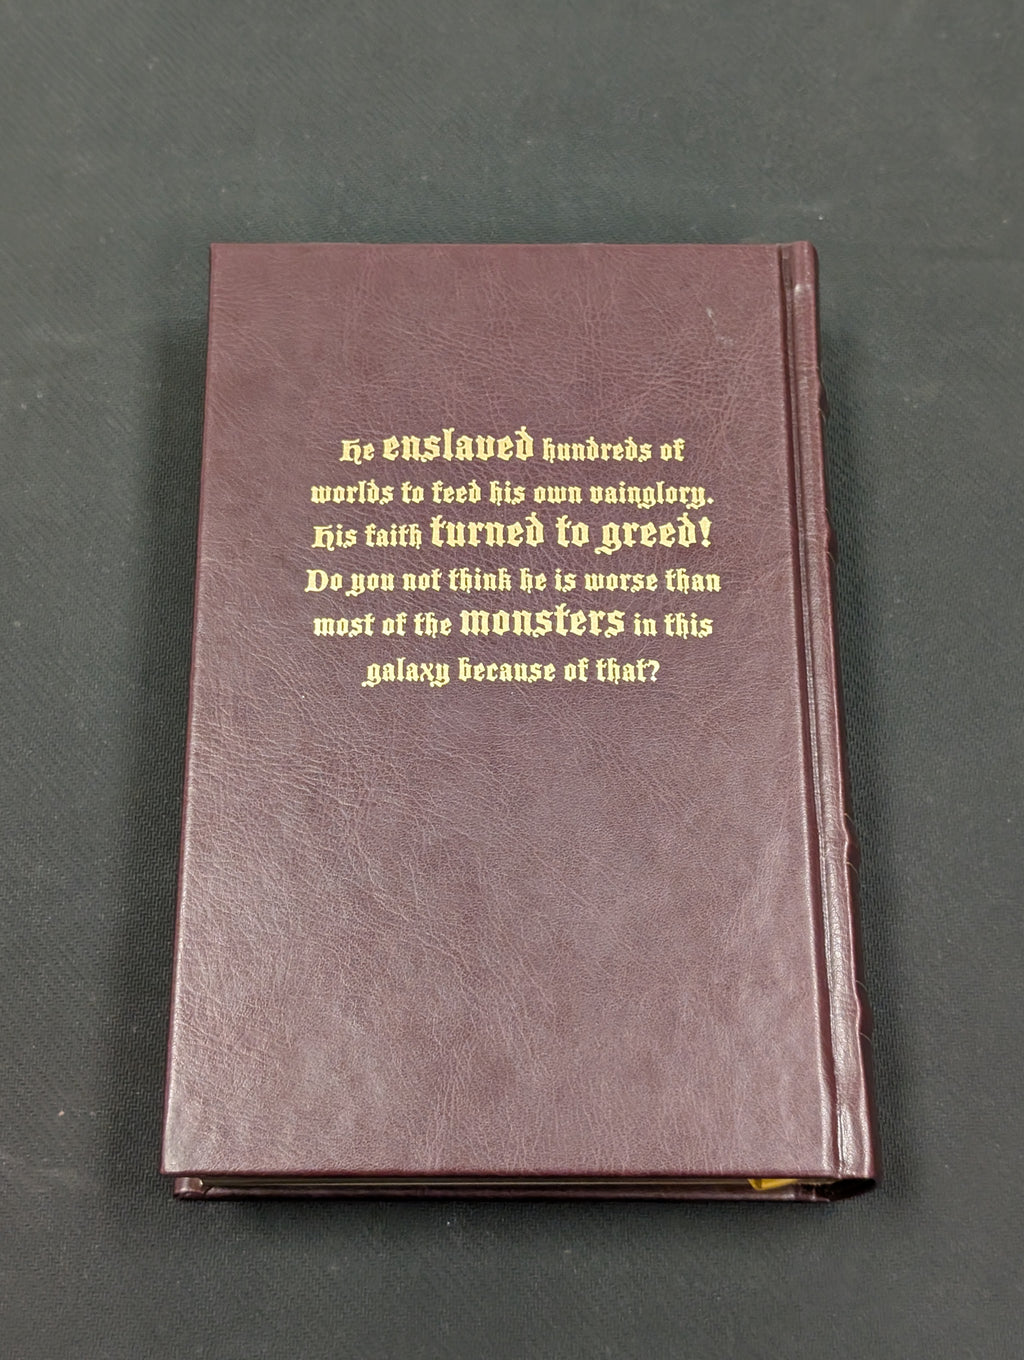 He enslaved hundreds of
worlds to feed his own vainglory.
His faith turned to greed!
Do you not think he is worse than
most of the monsters in this
galaxy because of that?